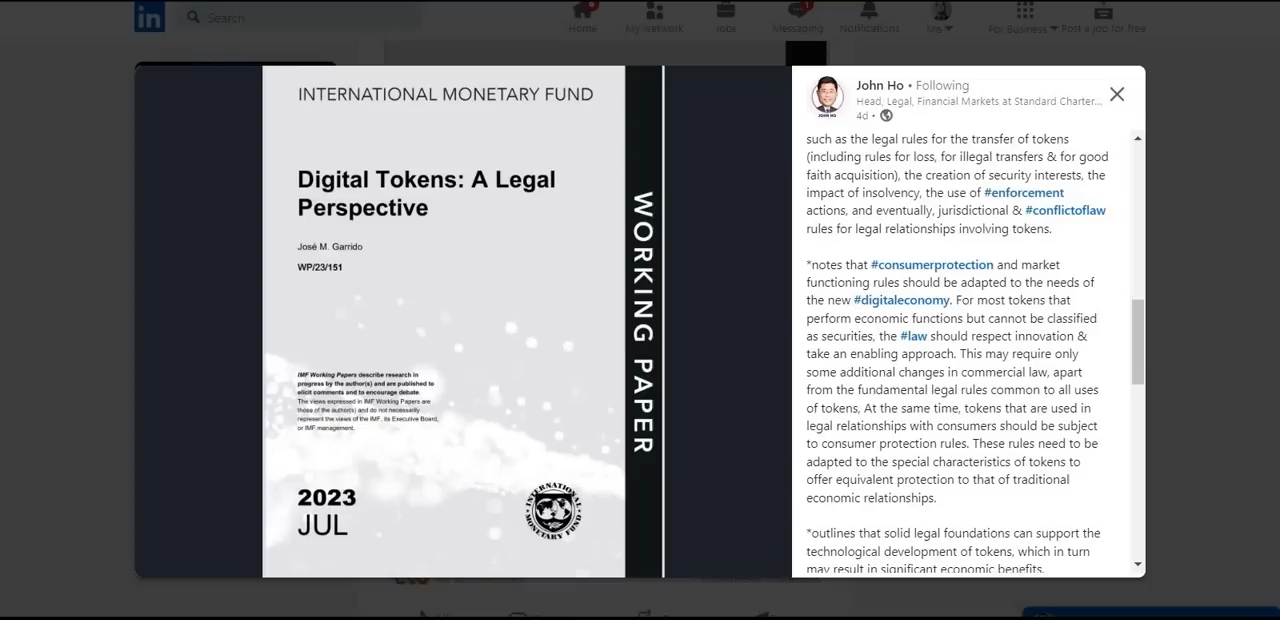 in
Search
Home
My Network
Jobs
Messaging
Notifications
Me
For Business
Post a job for free
INTERNATIONAL MONETARY FUND
Digital Tokens: A Legal
Perspective
José M. Garrido
WP/23/151
IMF Working Papers describe research in
progress by the author(s) and are published to
elicit comments and to encourage debate.
The views expressed in IMF Working Papers are
those of the author(s) and do not necessarily
represent the views of the IMF, its Executive Board,
or IMF management.
2023
JUL
INTERNATIONAL
MONETARY FUND
WORKING PAPER
JOHN HO
John Ho • Following
Head, Legal, Financial Markets at Standard Charter...
4d •
such as the legal rules for the transfer of tokens
(including rules for loss, for illegal transfers & for good
faith acquisition), the creation of security interests, the
impact of insolvency, the use of #enforcement
actions, and eventually, jurisdictional & #conflictoflaw
rules for legal relationships involving tokens.
*notes that #consumerprotection and market
functioning rules should be adapted to the needs of
the new #digitaleconomy. For most tokens that
perform economic functions but cannot be classified
as securities, the #law should respect innovation &
take an enabling approach. This may require only
some additional changes in commercial law, apart
from the fundamental legal rules common to all uses
of tokens, At the same time, tokens that are used in
legal relationships with consumers should be subject
to consumer protection rules. These rules need to be
adapted to the special characteristics of tokens to
offer equivalent protection to that of traditional
economic relationships.
*outlines that solid legal foundations can support the
technological development of tokens, which in turn
may result in significant economic benefits.